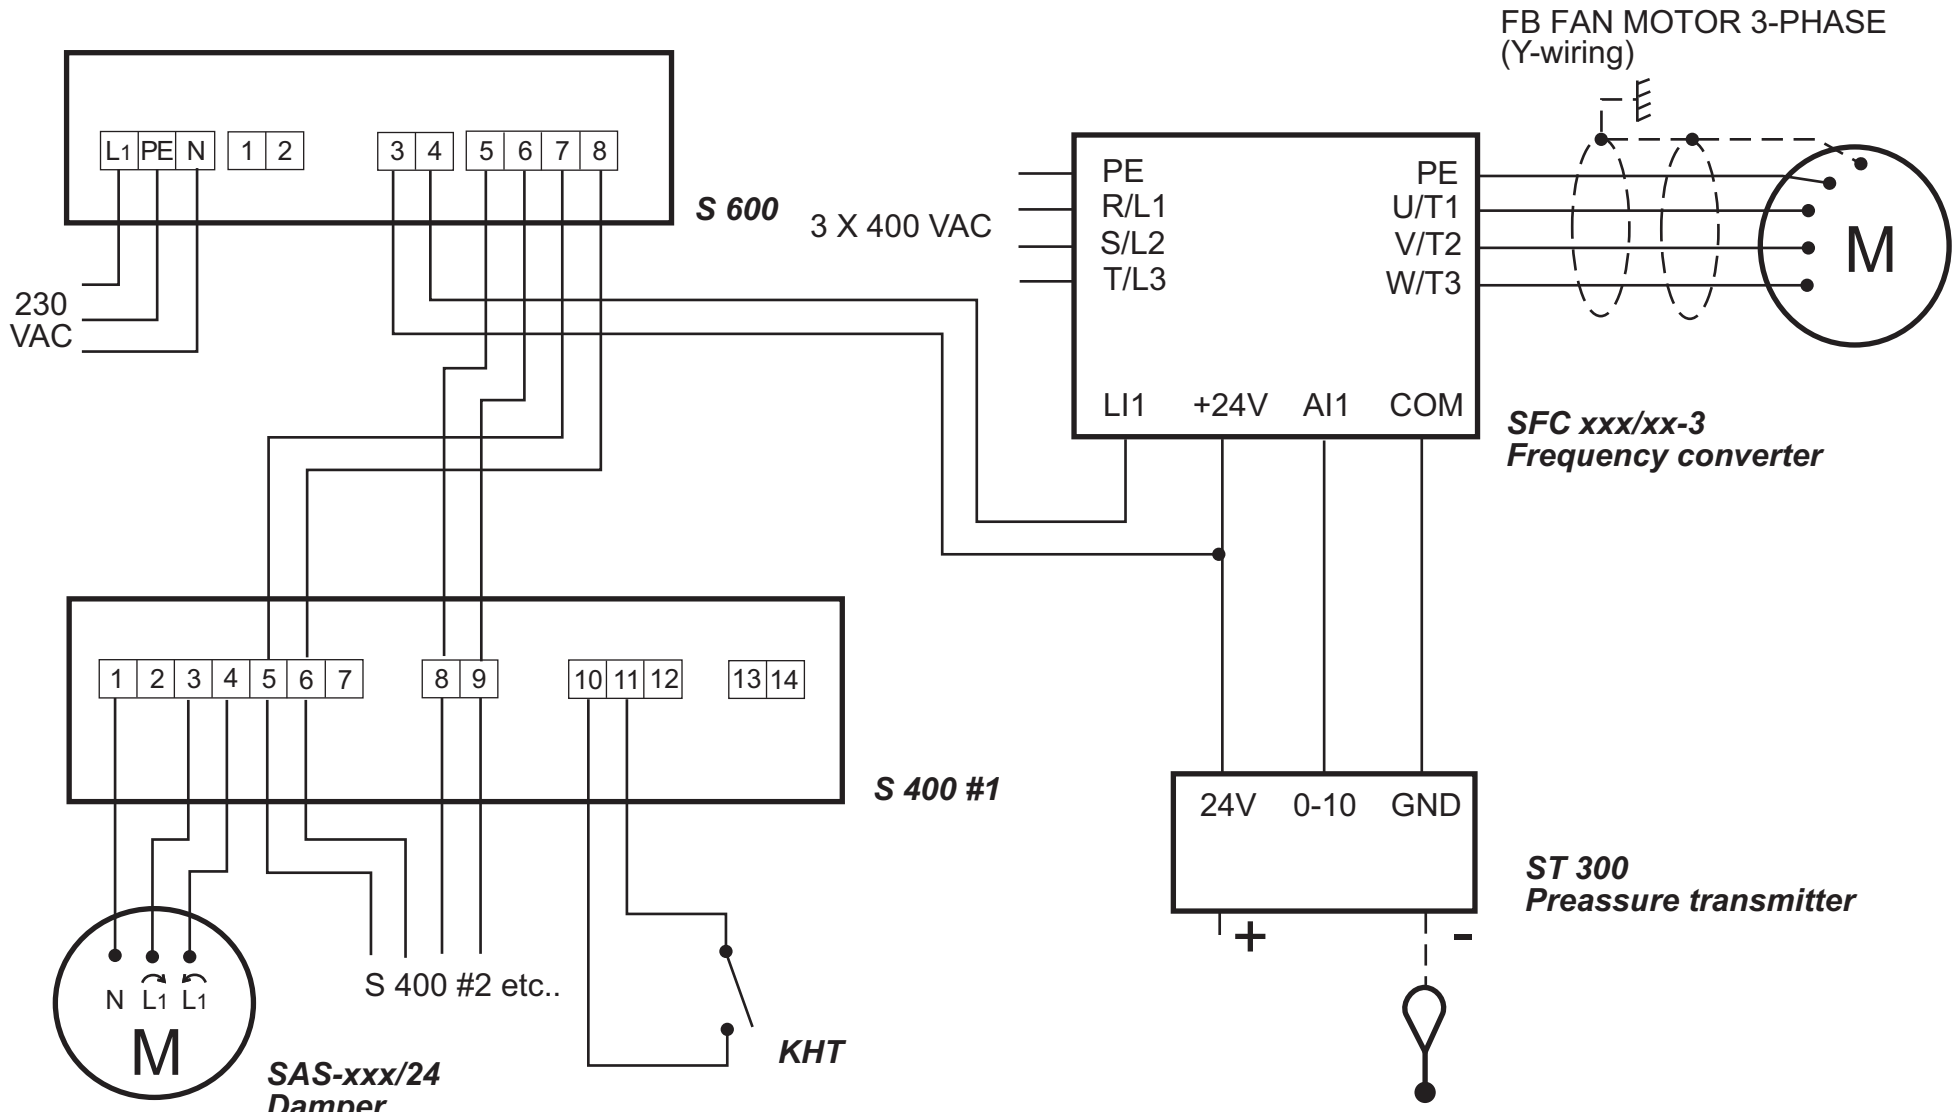 FB FAN MOTOR 3-PHASE
(Y-wiring)
L1 PE N 1 2 3 4 5 6 7 8
S 600
230
VAC
3 X 400 VAC
PE
R/L1
S/L2
T/L3
PE
U/T1
V/T2
W/T3
M
LI1 +24V AI1 COM
SFC xxx/xx-3
Frequency converter
1 2 3 4 5 6 7 8 9 10 11 12 13 14
S 400 #1
24V 0-10 GND
ST 300
Preassure transmitter
+ -
S 400 #2 etc..
N L1 L1
M
KHT
SAS-xxx/24
Damper